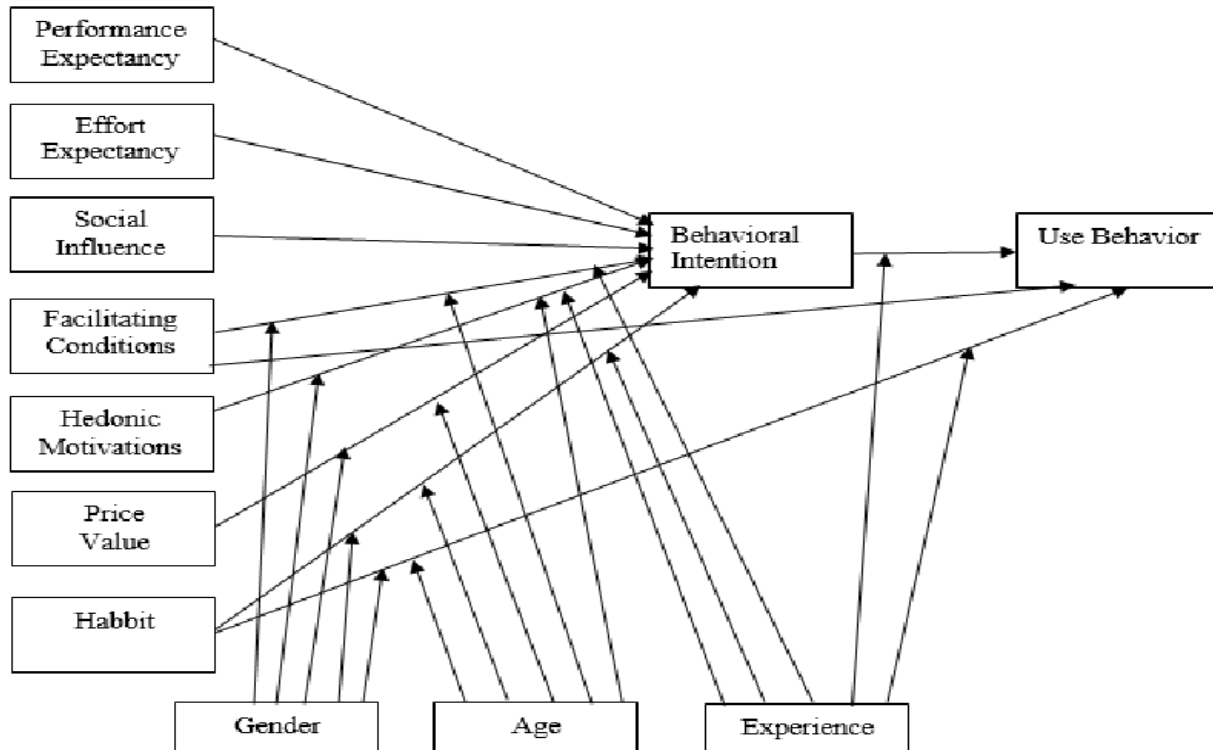 Performance
Expectancy
Effort
Expectancy
Social
Influence
Behavioral
Intention
Use Behavior
Facilitating
Conditions
Hedonic
Motivations
Price
Value
Habbit
Gender
Age
Experience